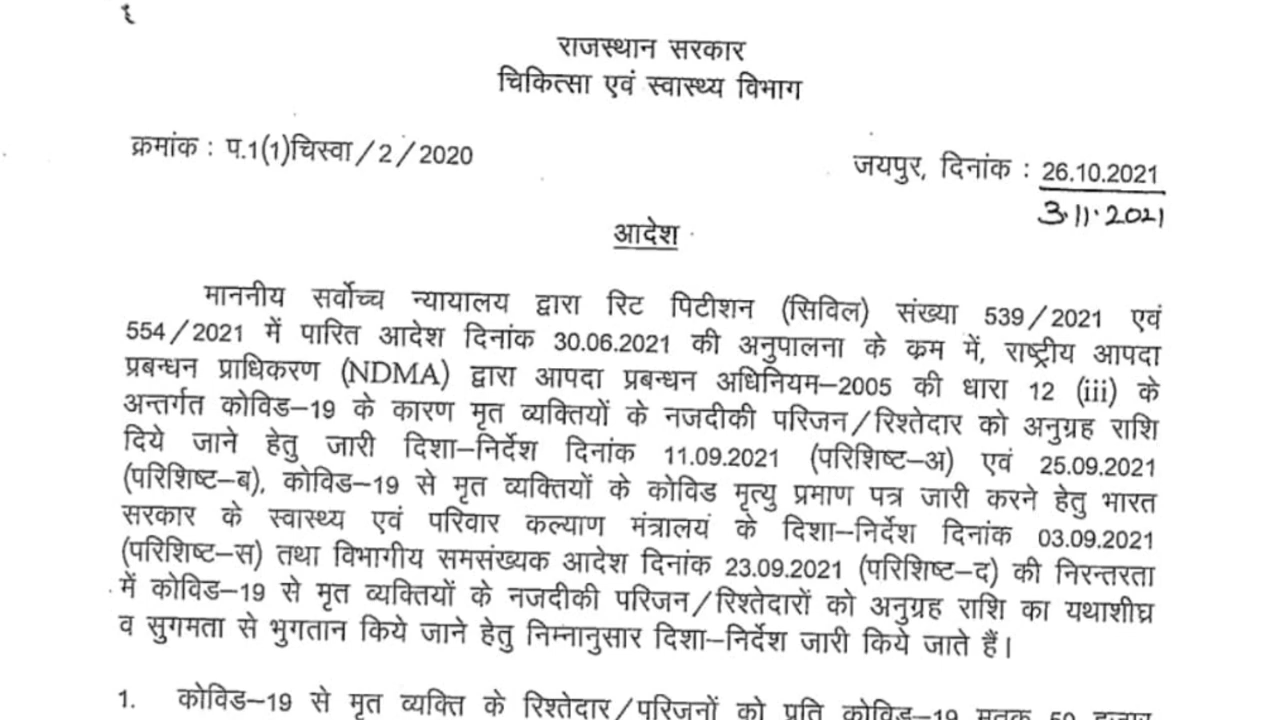 राजस्थान सरकार
चिकित्सा एवं स्वास्थ्य विभाग
क्रमांक : प.1(1)चिस्वा/2/2020
जयपुर, दिनांक : 26.10.2021
3.11.2021
आदेश
माननीय सर्वोच्च न्यायालय द्वारा रिट पिटीशन (सिविल) संख्या 539/2021 एवं
554/2021 में पारित आदेश दिनांक 30.06.2021 की अनुपालना के क्रम में, राष्ट्रीय आपदा
प्रबन्धन प्राधिकरण (NDMA) द्वारा आपदा प्रबन्धन अधिनियम–2005 की धारा 12 (iii) के
अन्तर्गत कोविड–19 के कारण मृत व्यक्तियों के नजदीकी परिजन/रिश्तेदार को अनुग्रह राशि
दिये जाने हेतु जारी दिशा–निर्देश दिनांक 11.09.2021 (परिशिष्ट–अ) एवं 25.09.2021
(परिशिष्ट–ब), कोविड–19 से मृत व्यक्तियों के कोविड मृत्यु प्रमाण पत्र जारी करने हेतु भारत
सरकार के स्वास्थ्य एवं परिवार कल्याण मंत्रालय के दिशा–निर्देश दिनांक 03.09.2021
(परिशिष्ट–स) तथा विभागीय समसंख्यक आदेश दिनांक 23.09.2021 (परिशिष्ट–द) की निरन्तरता
में कोविड–19 से मृत व्यक्तियों के नजदीकी परिजन/रिश्तेदारों को अनुग्रह राशि का यथाशीघ्र
व सुगमता से भुगतान किये जाने हेतु निम्नानुसार दिशा–निर्देश जारी किये जाते हैं।
1. कोविड–19 से मृत व्यक्ति के रिश्तेदार/परिजनों को प्रति कोविड–19 मृतक 50 हजार